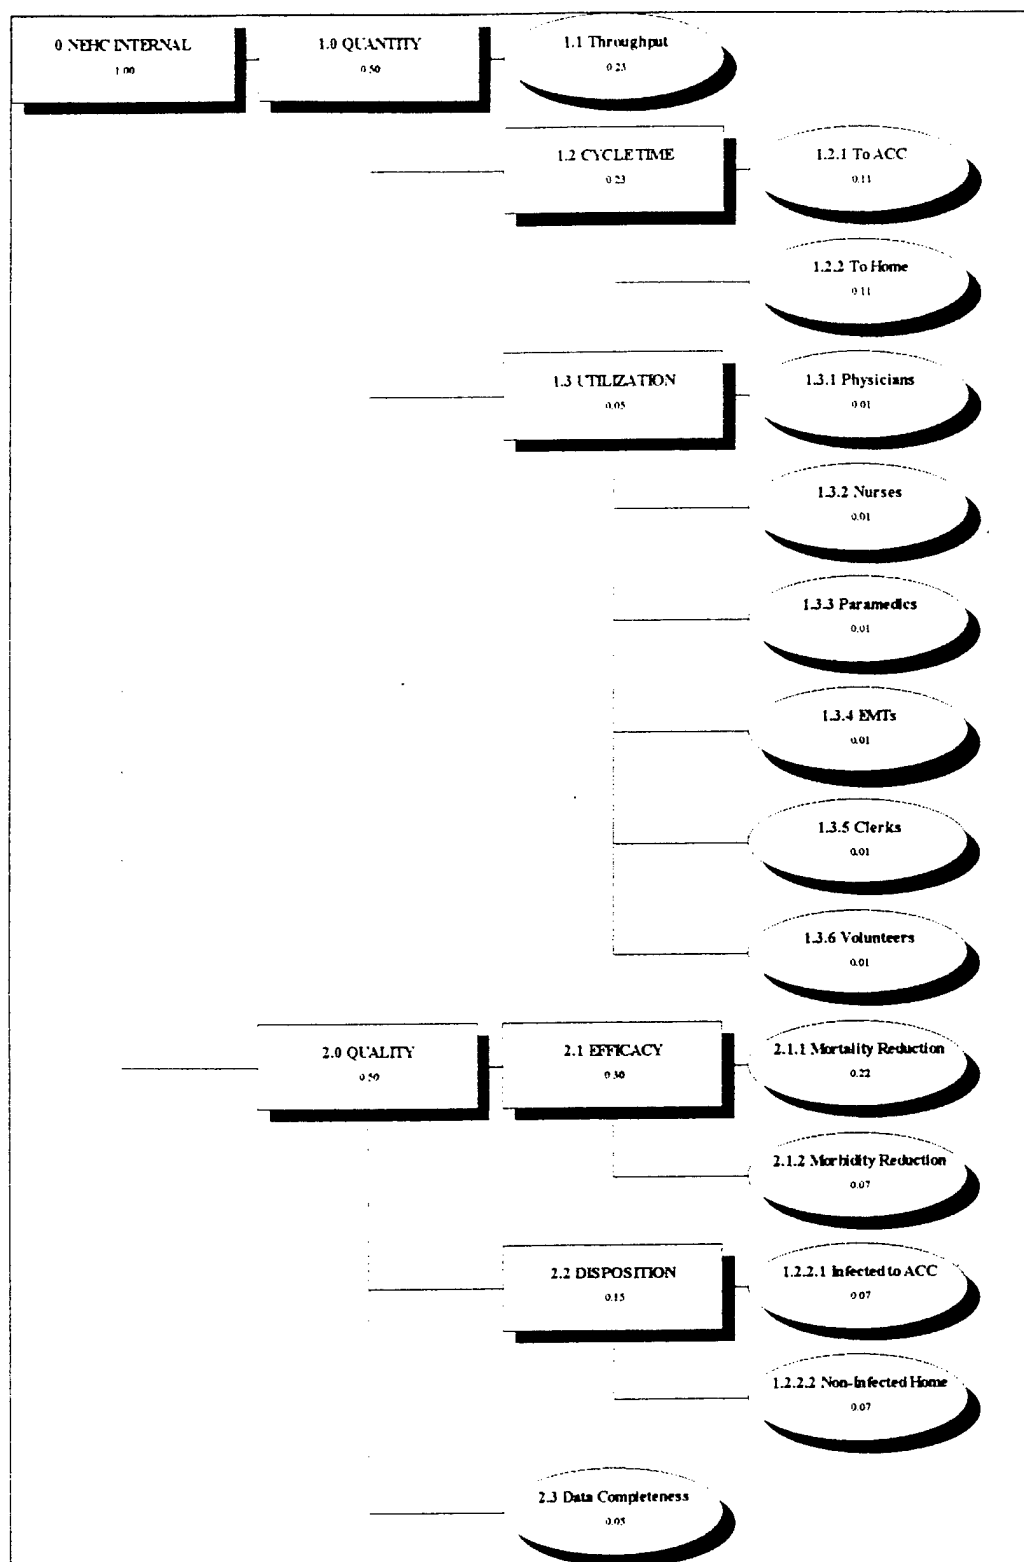 0 NEHC INTERNAL
1.00
1.0 QUANTITY
0.50
1.1 Throughput
0.23
1.2 CYCLE TIME
0.23
1.2.1 To ACC
0.11
1.2.2 To Home
0.11
1.3 UTILIZATION
0.05
1.3.1 Physicians
0.01
1.3.2 Nurses
0.01
1.3.3 Paramedics
0.01
1.3.4 EMTs
0.01
1.3.5 Clerks
0.01
1.3.6 Volunteers
0.01
2.0 QUALITY
0.50
2.1 EFFICACY
0.30
2.1.1 Mortality Reduction
0.22
2.1.2 Morbidity Reduction
0.07
2.2 DISPOSITION
0.15
1.2.2.1 Infected to ACC
0.07
1.2.2.2 Non-Infected Home
0.07
2.3 Data Completeness
0.05